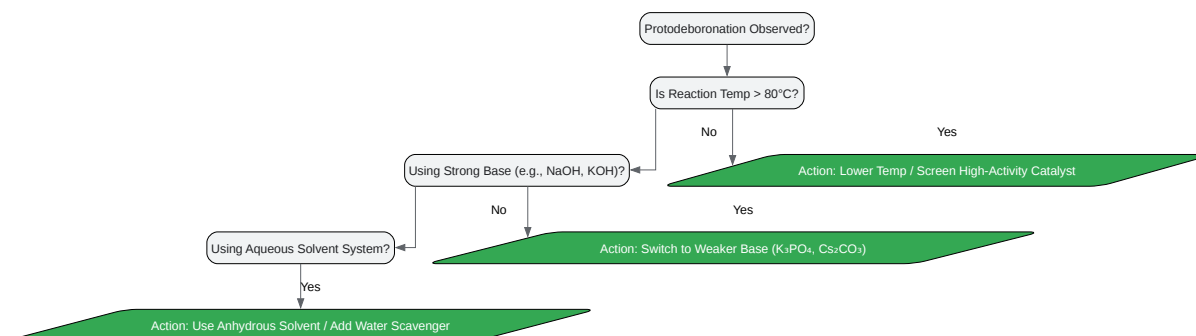 Protodeboronation Observed?
Is Reaction Temp > 80°C?
No
Yes
Using Strong Base (e.g., NaOH, KOH)?
Action: Lower Temp / Screen High-Activity Catalyst
No
Yes
Using Aqueous Solvent System?
Action: Switch to Weaker Base (K₃PO₄, Cs₂CO₃)
Yes
Action: Use Anhydrous Solvent / Add Water Scavenger